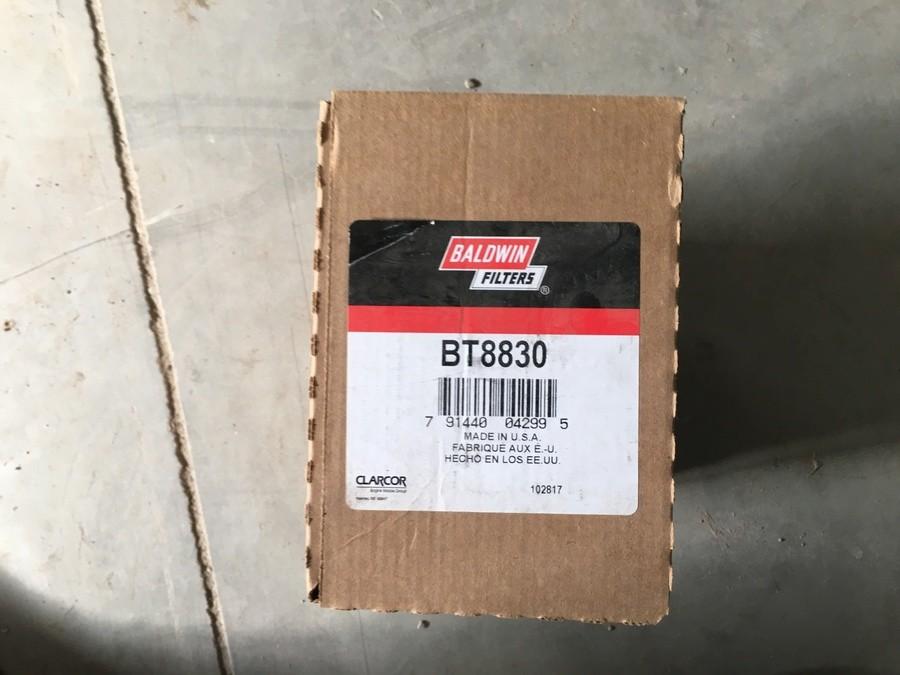 BALDWIN
FILTERS
®
BT8830
7 91440 04299 5
MADE IN U.S.A.
FABRIQUE AUX É.-U.
HECHO EN LOS EE.UU.
CLARCOR
102817